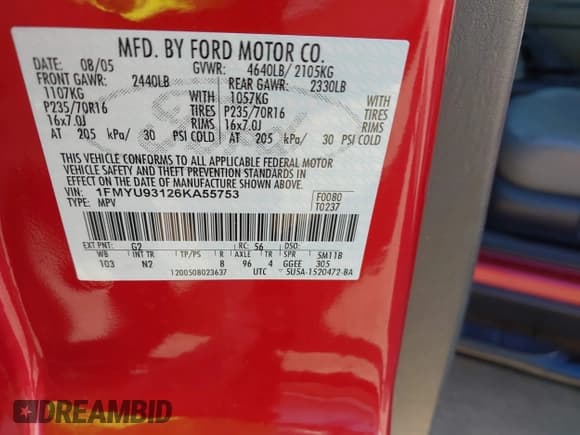 MFD. BY FORD MOTOR CO.
DATE: 08/05 GVWR: 4640LB/ 2105KG
FRONT GAWR: 2440LB REAR GAWR: 2330LB
1107KG WITH 1057KG WITH
P235/70R16 TIRES P235/70R16 TIRES
16x7.0J RIMS 16x7.0J RIMS
AT 205 kPa/ 30 PSI COLD AT 205 kPa/ 30 PSI COLD
THIS VEHICLE CONFORMS TO ALL APPLICABLE FEDERAL MOTOR
VEHICLE SAFETY AND THEFT PREVENTION STANDARDS IN
EFFECT ON THE DATE OF MANUFACTURE SHOWN ABOVE.
VIN: 1FMYU93126KA55753 F0080
TYPE: MPV T0237
EXT PNT: G2 RC: 56 DSO:
WB INT TR TP/PS R AXLE TR SPR 5M11B
103 N2 8 96 4 GGEE 305
1200508023637 UTC 5U5A-1520472-BA
DREAMBID